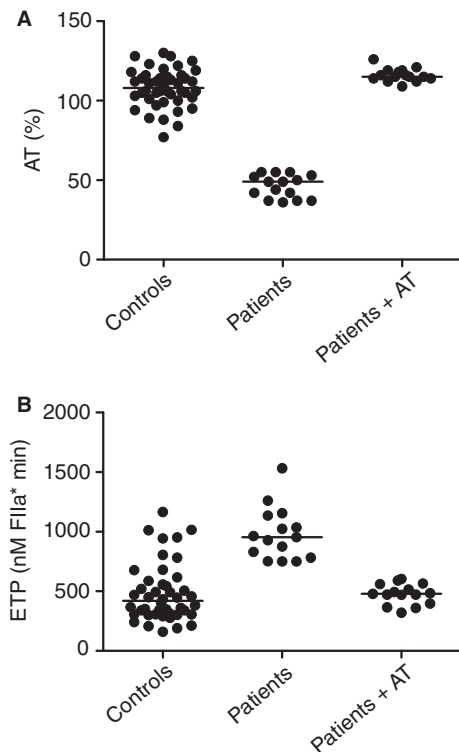 A
150
100
50
0
AT (%)
Controls
Patients
Patients + AT
B
2000
1500
1000
500
0
ETP (nM FIIa* min)
Controls
Patients
Patients + AT